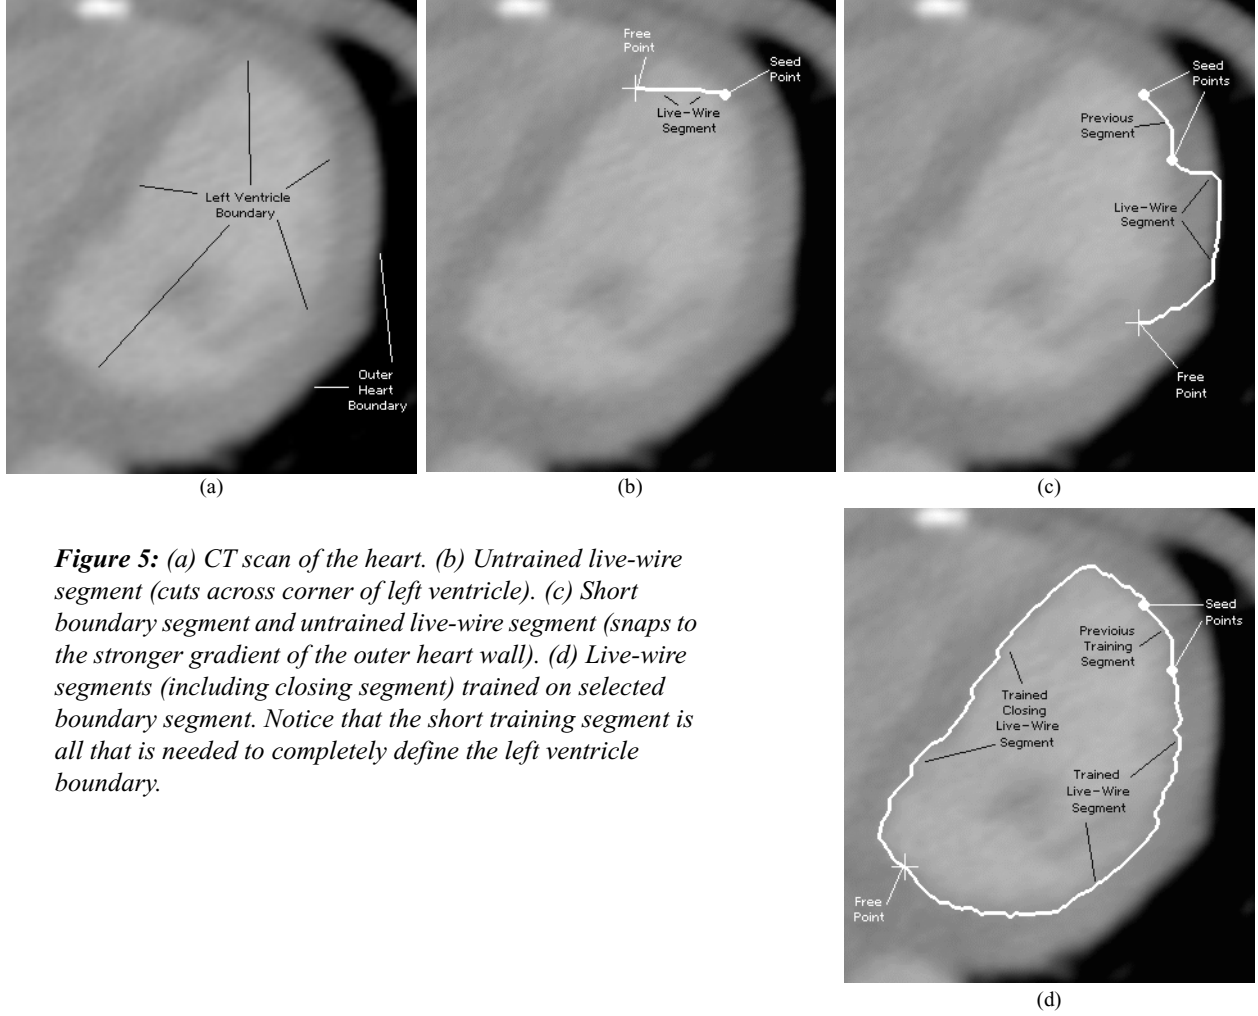 Left Ventricle
Boundary
Outer
Heart
Boundary
(a)
Free
Point
Seed
Point
Live-Wire
Segment
(b)
Seed
Points
Previous
Segment
Live-Wire
Segment
Free
Point
(c)
Figure 5: (a) CT scan of the heart. (b) Untrained live-wire
segment (cuts across corner of left ventricle). (c) Short
boundary segment and untrained live-wire segment (snaps to
the stronger gradient of the outer heart wall). (d) Live-wire
segments (including closing segment) trained on selected
boundary segment. Notice that the short training segment is
all that is needed to completely define the left ventricle
boundary.
Seed
Points
Previoius
Training
Segment
Trained
Closing
Live-Wire
Segment
Trained
Live-Wire
Segment
Free
Point
(d)